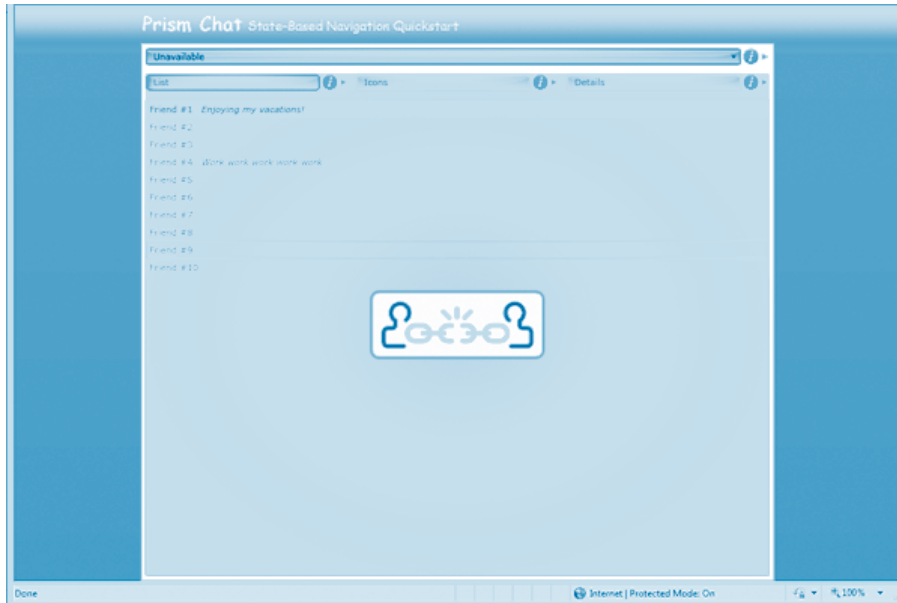 Prism Chat State-Based Navigation Quickstart
Unavailable
List Icons Details
Friend #1 Enjoying my vacations!
Friend #2
Friend #3
Friend #4 Work work work work work
Friend #5
Friend #6
Friend #7
Friend #8
Friend #9
Friend #10
Done Internet | Protected Mode: On 100%